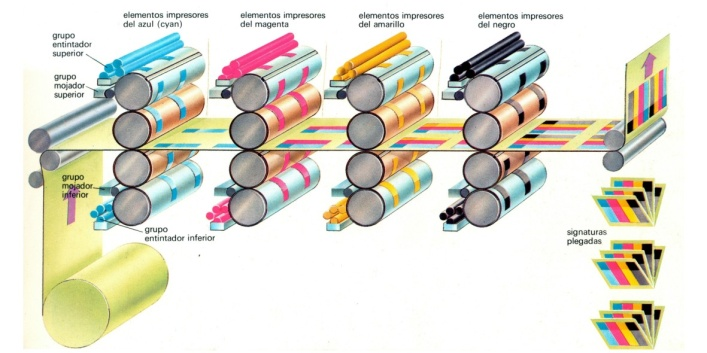 elementos impresores
del azul (cyan)
elementos impresores
del magenta
elementos impresores
del amarillo
elementos impresores
del negro
grupo
entintador
superior
grupo
mojador
superior
grupo
mojador
inferior
grupo
entintador inferior
signaturas
plegadas